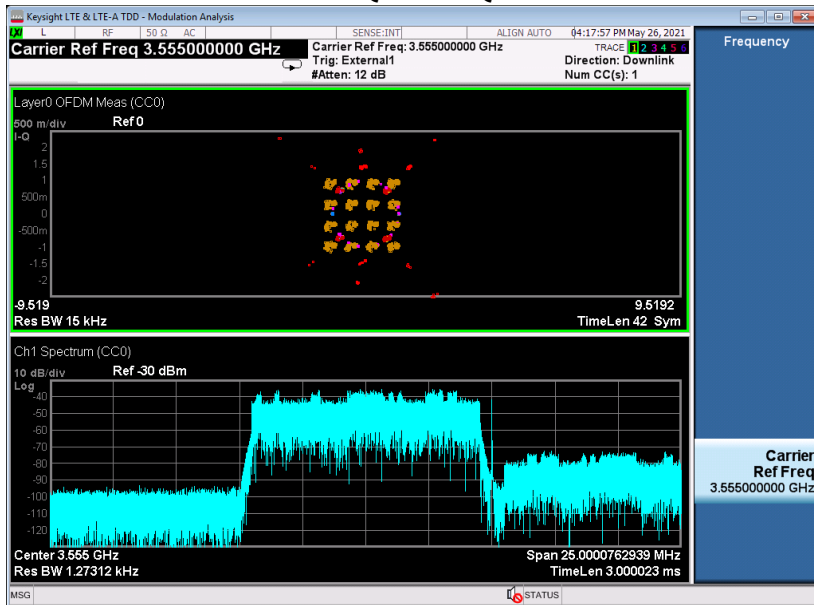 Keysight LTE & LTE-A TDD - Modulation Analysis
LXI L RF 50 Ω AC SENSE:INT ALIGN AUTO 04:17:57 PM May 26, 2021
Carrier Ref Freq 3.555000000 GHz
Carrier Ref Freq: 3.555000000 GHz
Trig: External1
#Atten: 12 dB
TRACE 1 2 3 4 5 6
Direction: Downlink
Num CC(s): 1
Frequency
Layer0 OFDM Meas (CC0)
500 m/div Ref 0
I-Q
2
1.5
1
500m
0
-500m
-1
-1.5
-2
-9.519 9.5192
Res BW 15 kHz TimeLen 42 Sym
Ch1 Spectrum (CC0)
10 dB/div Ref -30 dBm
Log
-40
-50
-60
-70
-80
-90
-100
-110
-120
Center 3.555 GHz Span 25.0000762939 MHz
Res BW 1.27312 kHz TimeLen 3.000023 ms
Carrier
Ref Freq
3.555000000 GHz
MSG STATUS